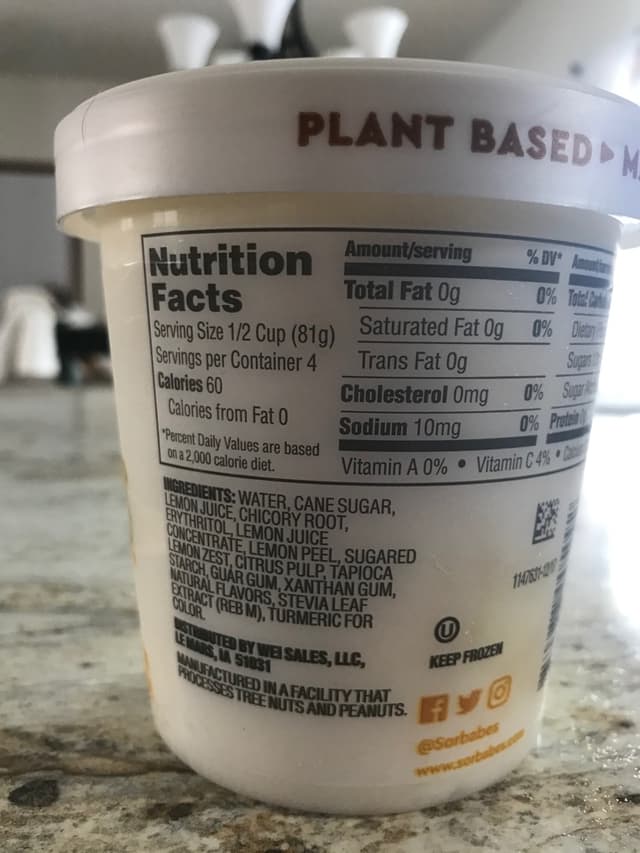 PLANT BASED
Nutrition
Facts
Serving Size 1/2 Cup (81g)
Servings per Container 4
Calories 60
Calories from Fat 0
*Percent Daily Values are based
on a 2,000 calorie diet.
Amount/serving % DV*
Total Fat 0g 0%
Saturated Fat 0g 0%
Trans Fat 0g
Cholesterol 0mg 0%
Sodium 10mg 0%
Vitamin A 0% • Vitamin C 4% •
Total
Dietary
Sugars
Sugar
Protein
INGREDIENTS: WATER, CANE SUGAR,
LEMON JUICE, CHICORY ROOT,
ERYTHRITOL, LEMON JUICE
CONCENTRATE, LEMON PEEL, SUGARED
LEMON ZEST, CITRUS PULP, TAPIOCA
STARCH, GUAR GUM, XANTHAN GUM,
NATURAL FLAVORS, STEVIA LEAF
EXTRACT (REB M), TURMERIC FOR
COLOR.
DISTRIBUTED BY WEI SALES, LLC,
LE MARS, IA 51031
MANUFACTURED IN A FACILITY THAT
PROCESSES TREE NUTS AND PEANUTS.
U
KEEP FROZEN
@Sorbabes